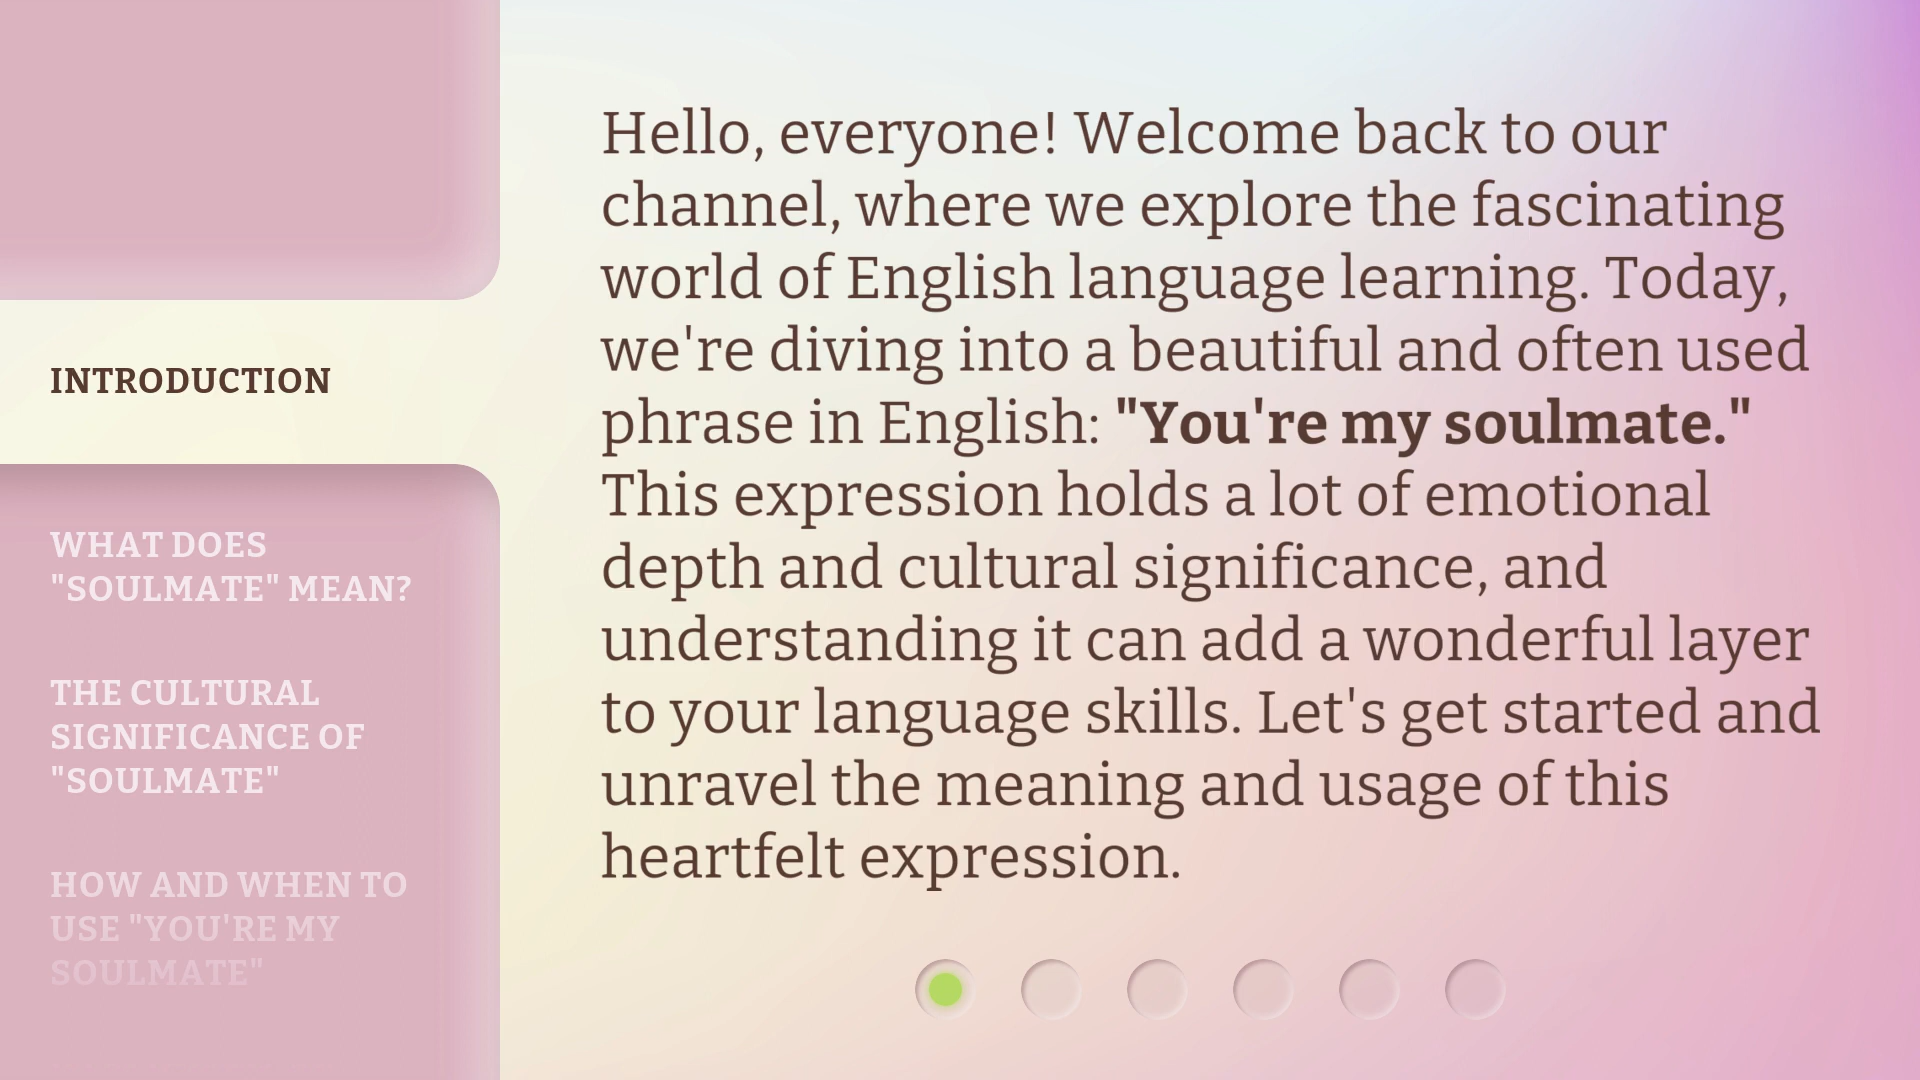 INTRODUCTION
WHAT DOES
"SOULMATE" MEAN?
THE CULTURAL
SIGNIFICANCE OF
"SOULMATE"
HOW AND WHEN TO
USE "YOU'RE MY
SOULMATE"
Hello, everyone! Welcome back to our
channel, where we explore the fascinating
world of English language learning. Today,
we're diving into a beautiful and often used
phrase in English: "You're my soulmate."
This expression holds a lot of emotional
depth and cultural significance, and
understanding it can add a wonderful layer
to your language skills. Let's get started and
unravel the meaning and usage of this
heartfelt expression.